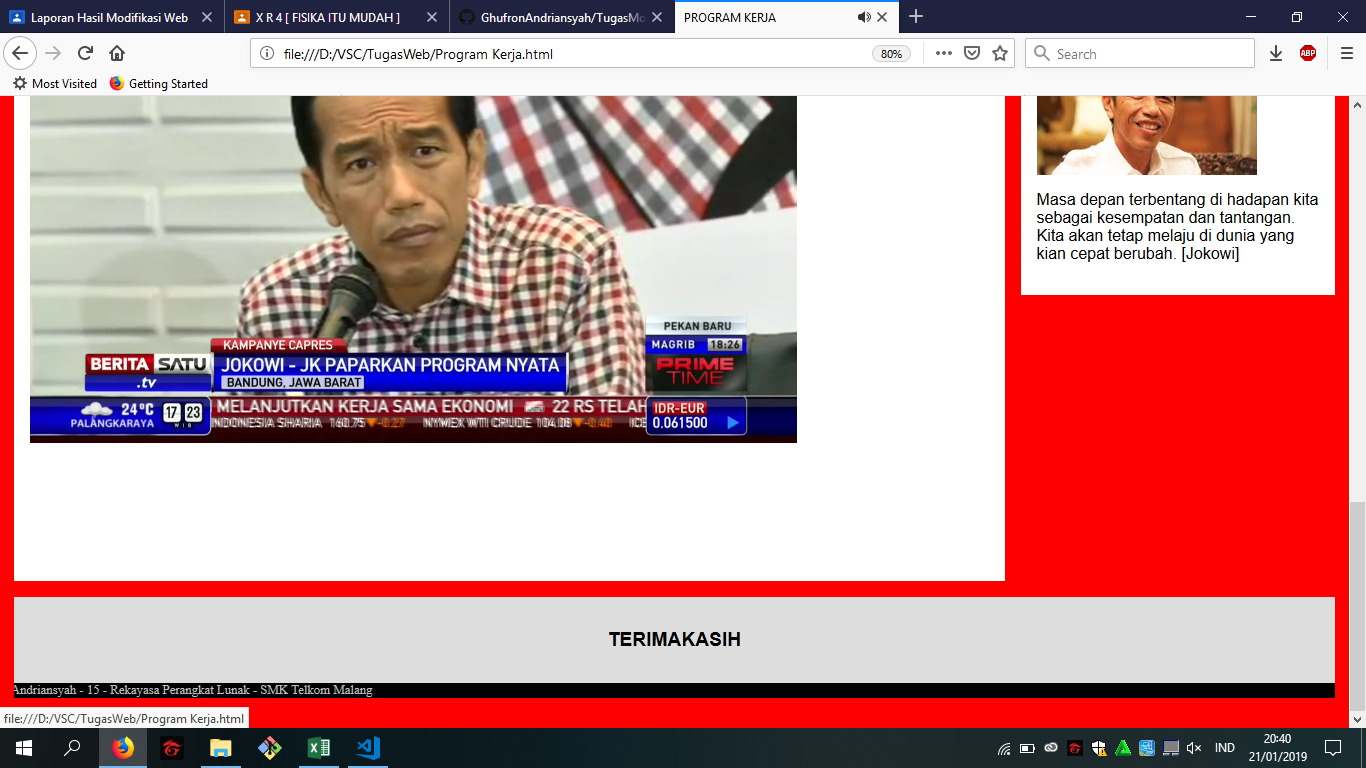 Laporan Hasil Modifikasi Web
X R 4 [ FISIKA ITU MUDAH ]
GhufronAndriansyah/TugasMo
PROGRAM KERJA
file:///D:/VSC/TugasWeb/Program Kerja.html
80%
Search
ABP
Most Visited
Getting Started
Masa depan terbentang di hadapan kita
sebagai kesempatan dan tantangan.
Kita akan tetap melaju di dunia yang
kian cepat berubah. [Jokowi]
PEKAN BARU
MAGRIB 18:26
PRIME
TIME
KAMPANYE CAPRES
BERITA SATU
.tv
JOKOWI - JK PAPARKAN PROGRAM NYATA
BANDUNG, JAWA BARAT
24°C
PALANGKARAYA
17 23
WIB
MELANJUTKAN KERJA SAMA EKONOMI 22 RS TELAH
INDONESIA SHARIA 160.75 -0.27 NYMEX WTI CRUDE 104.08 -0.40 ICE
IDR-EUR
0.061500
TERIMAKASIH
Andriansyah - 15 - Rekayasa Perangkat Lunak - SMK Telkom Malang
file:///D:/VSC/TugasWeb/Program Kerja.html
IND
20:40
21/01/2019